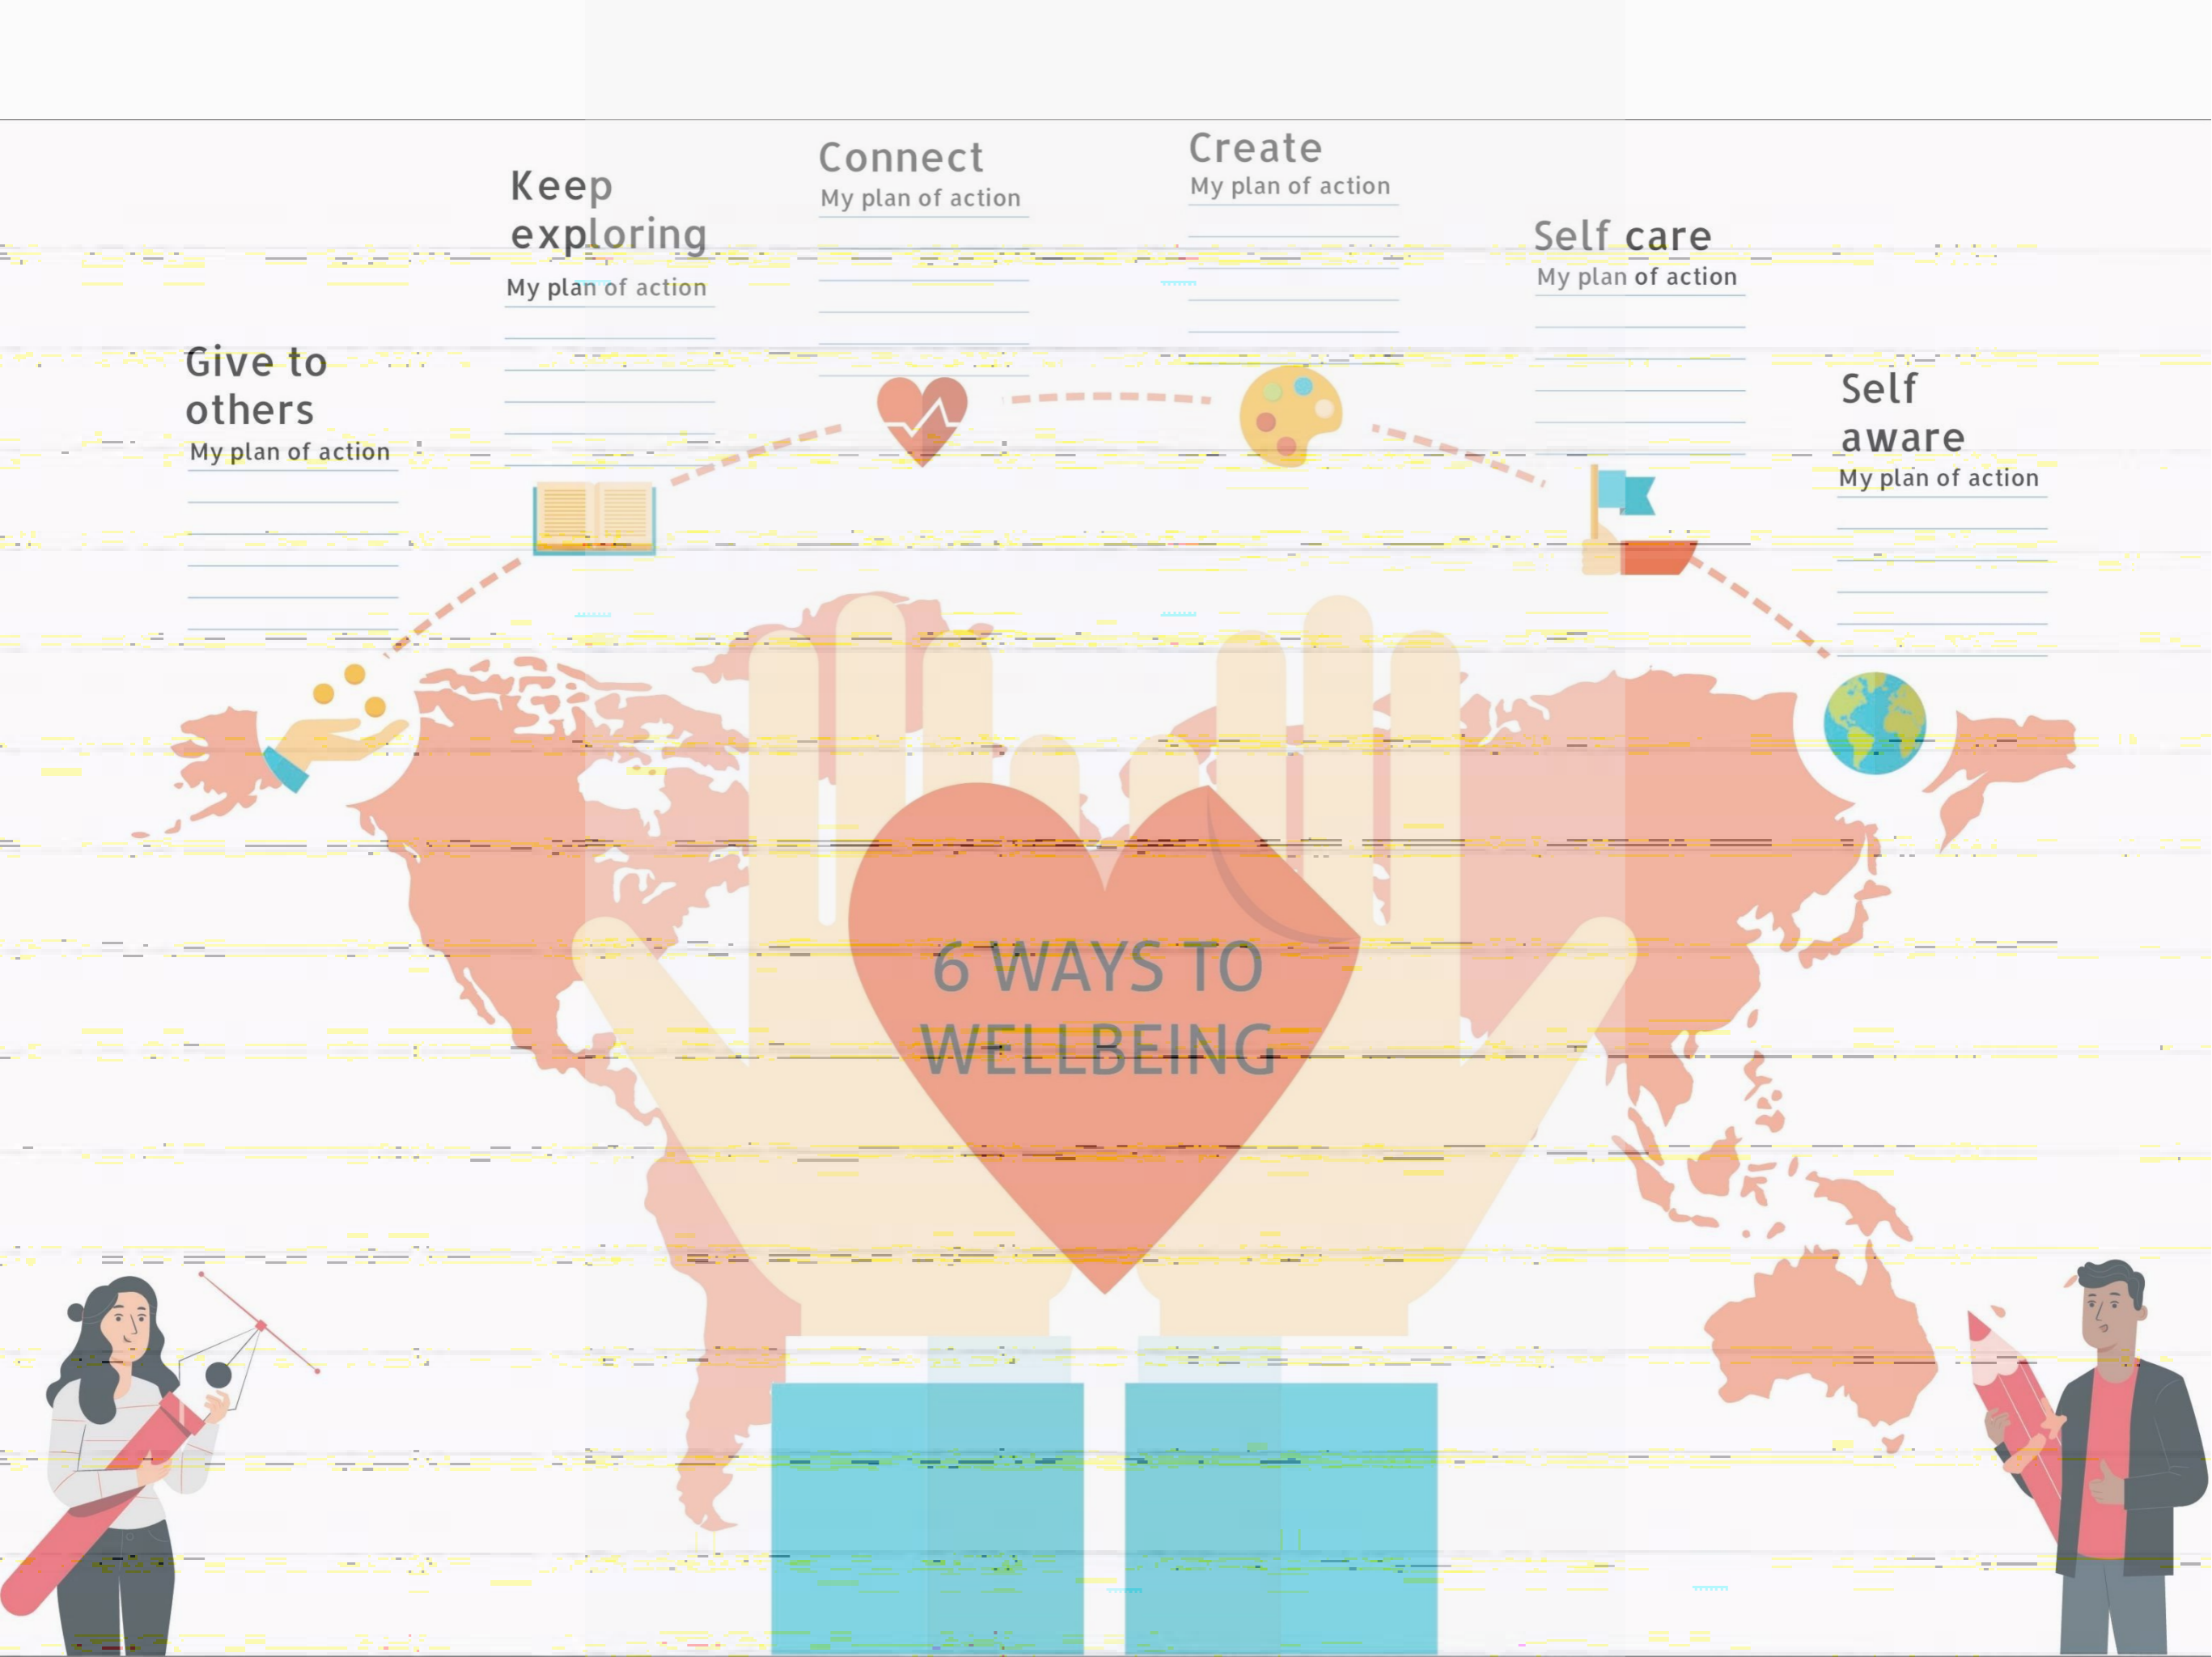 Give to
others
My plan of action
Keep
exploring
My plan of action
Connect
My plan of action
Create
My plan of action
Self care
My plan of action
Self
aware
My plan of action
6 WAYS TO
WELLBEING